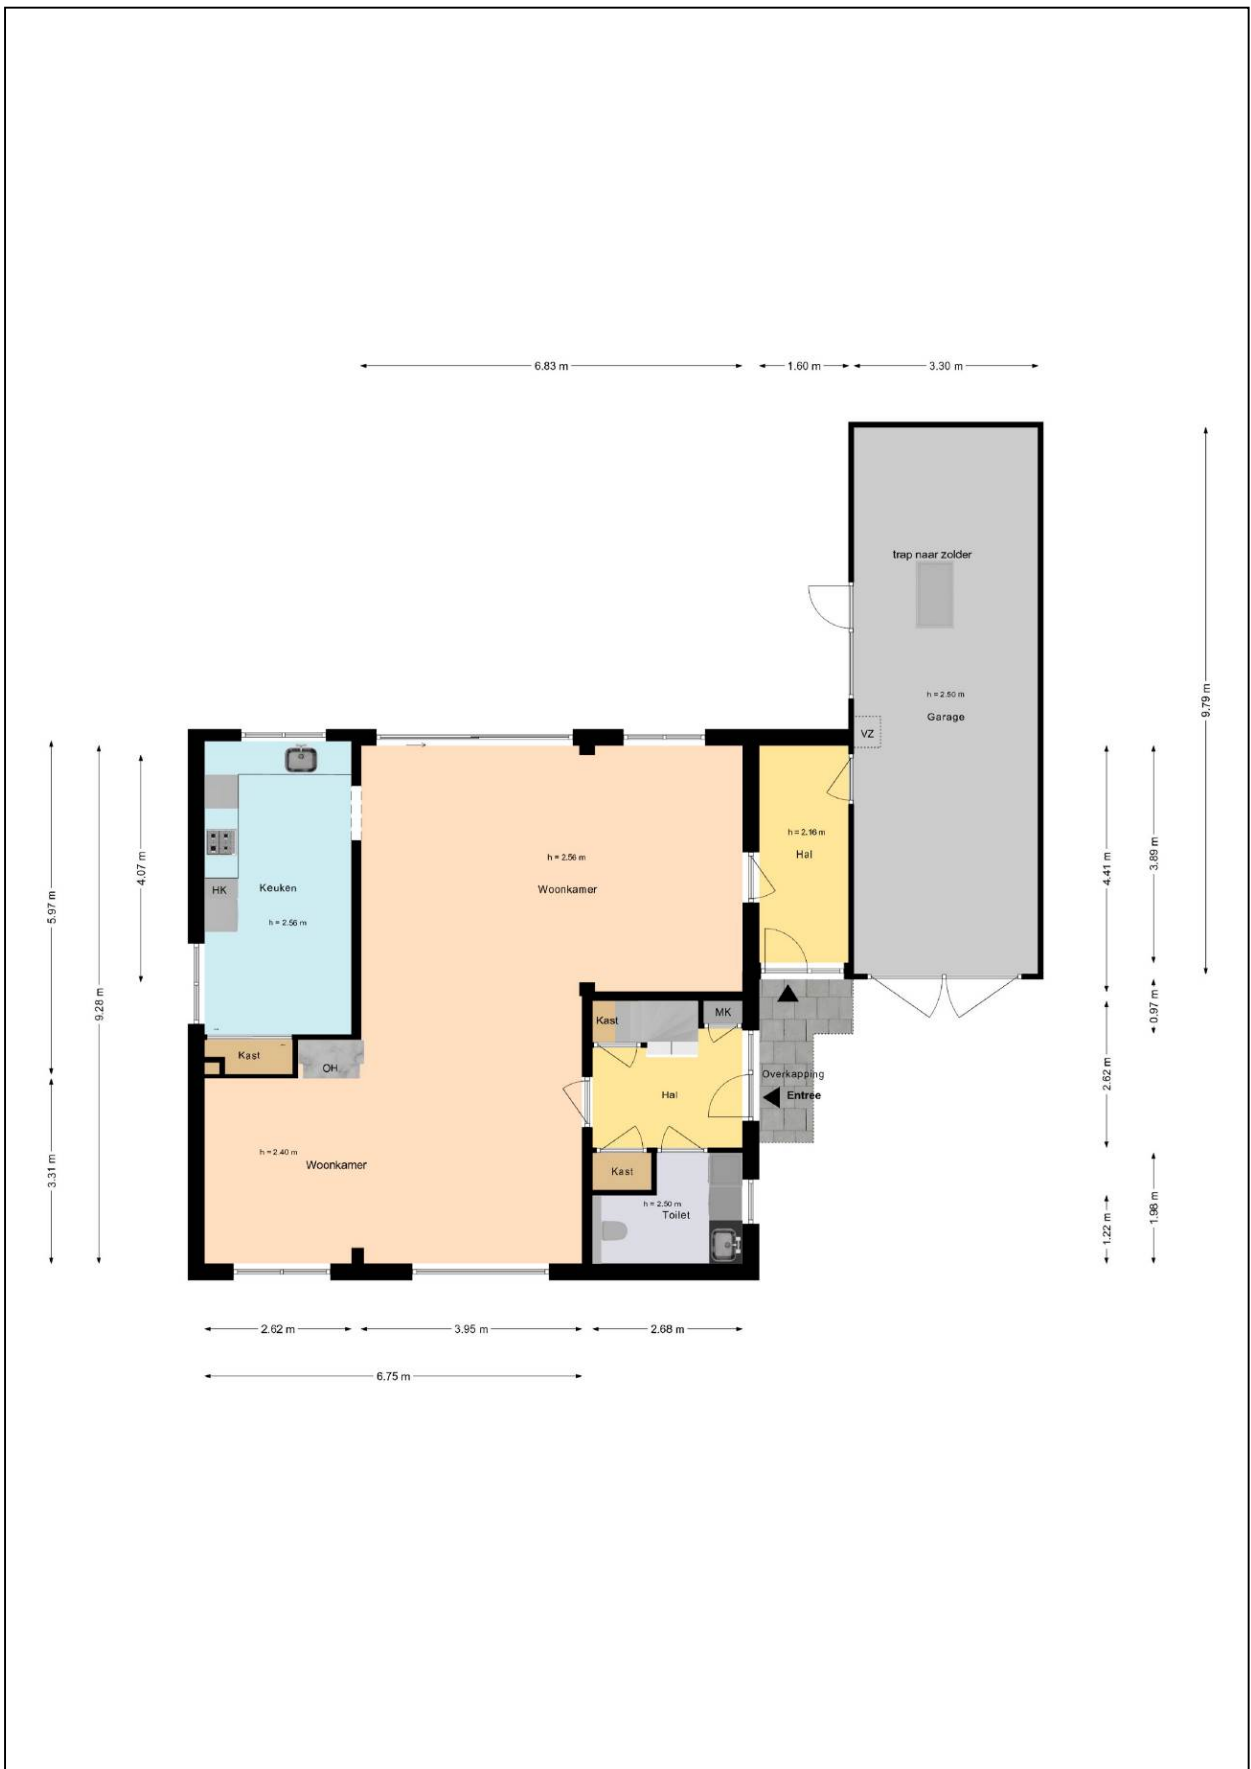 6.83 m
1.60 m
3.30 m
trap naar zolder
h = 2.50 m
Garage
9.79 m
VZ
h = 2.16 m
Hal
h = 2.56 m
Woonkamer
4.07 m
4.41 m
3.89 m
HK
Keuken
h = 2.56 m
5.97 m
9.28 m
0.97 m
Kast
MK
Kast
OH
Overkapping
Entree
Hal
2.62 m
h = 2.40 m
Woonkamer
Kast
3.31 m
h = 2.50 m
Toilet
1.22 m
1.98 m
2.62 m
3.95 m
2.68 m
6.75 m